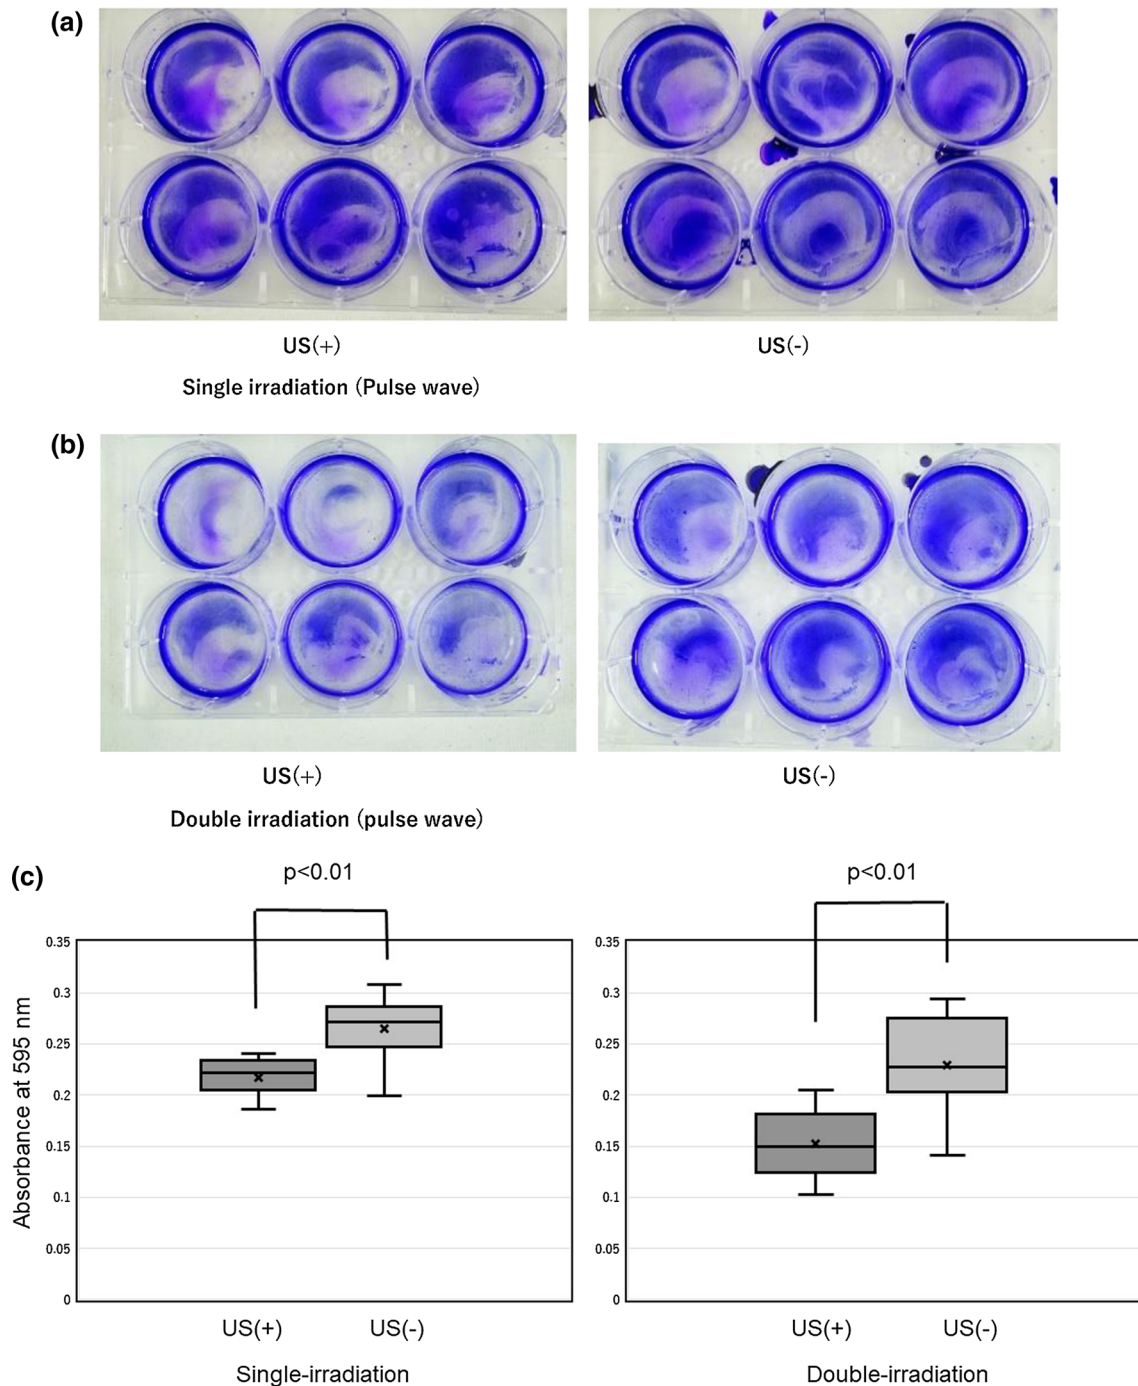 (a)
US(+)
US(-)
Single irradiation (Pulse wave)
(b)
US(+)
US(-)
Double irradiation (pulse wave)
(c)
p<0.01
p<0.01
Absorbance at 595 nm
0.35
0.3
0.25
0.2
0.15
0.1
0.05
0
US(+)
US(-)
Single-irradiation
0.35
0.3
0.25
0.2
0.15
0.1
0.05
0
US(+)
US(-)
Double-irradiation